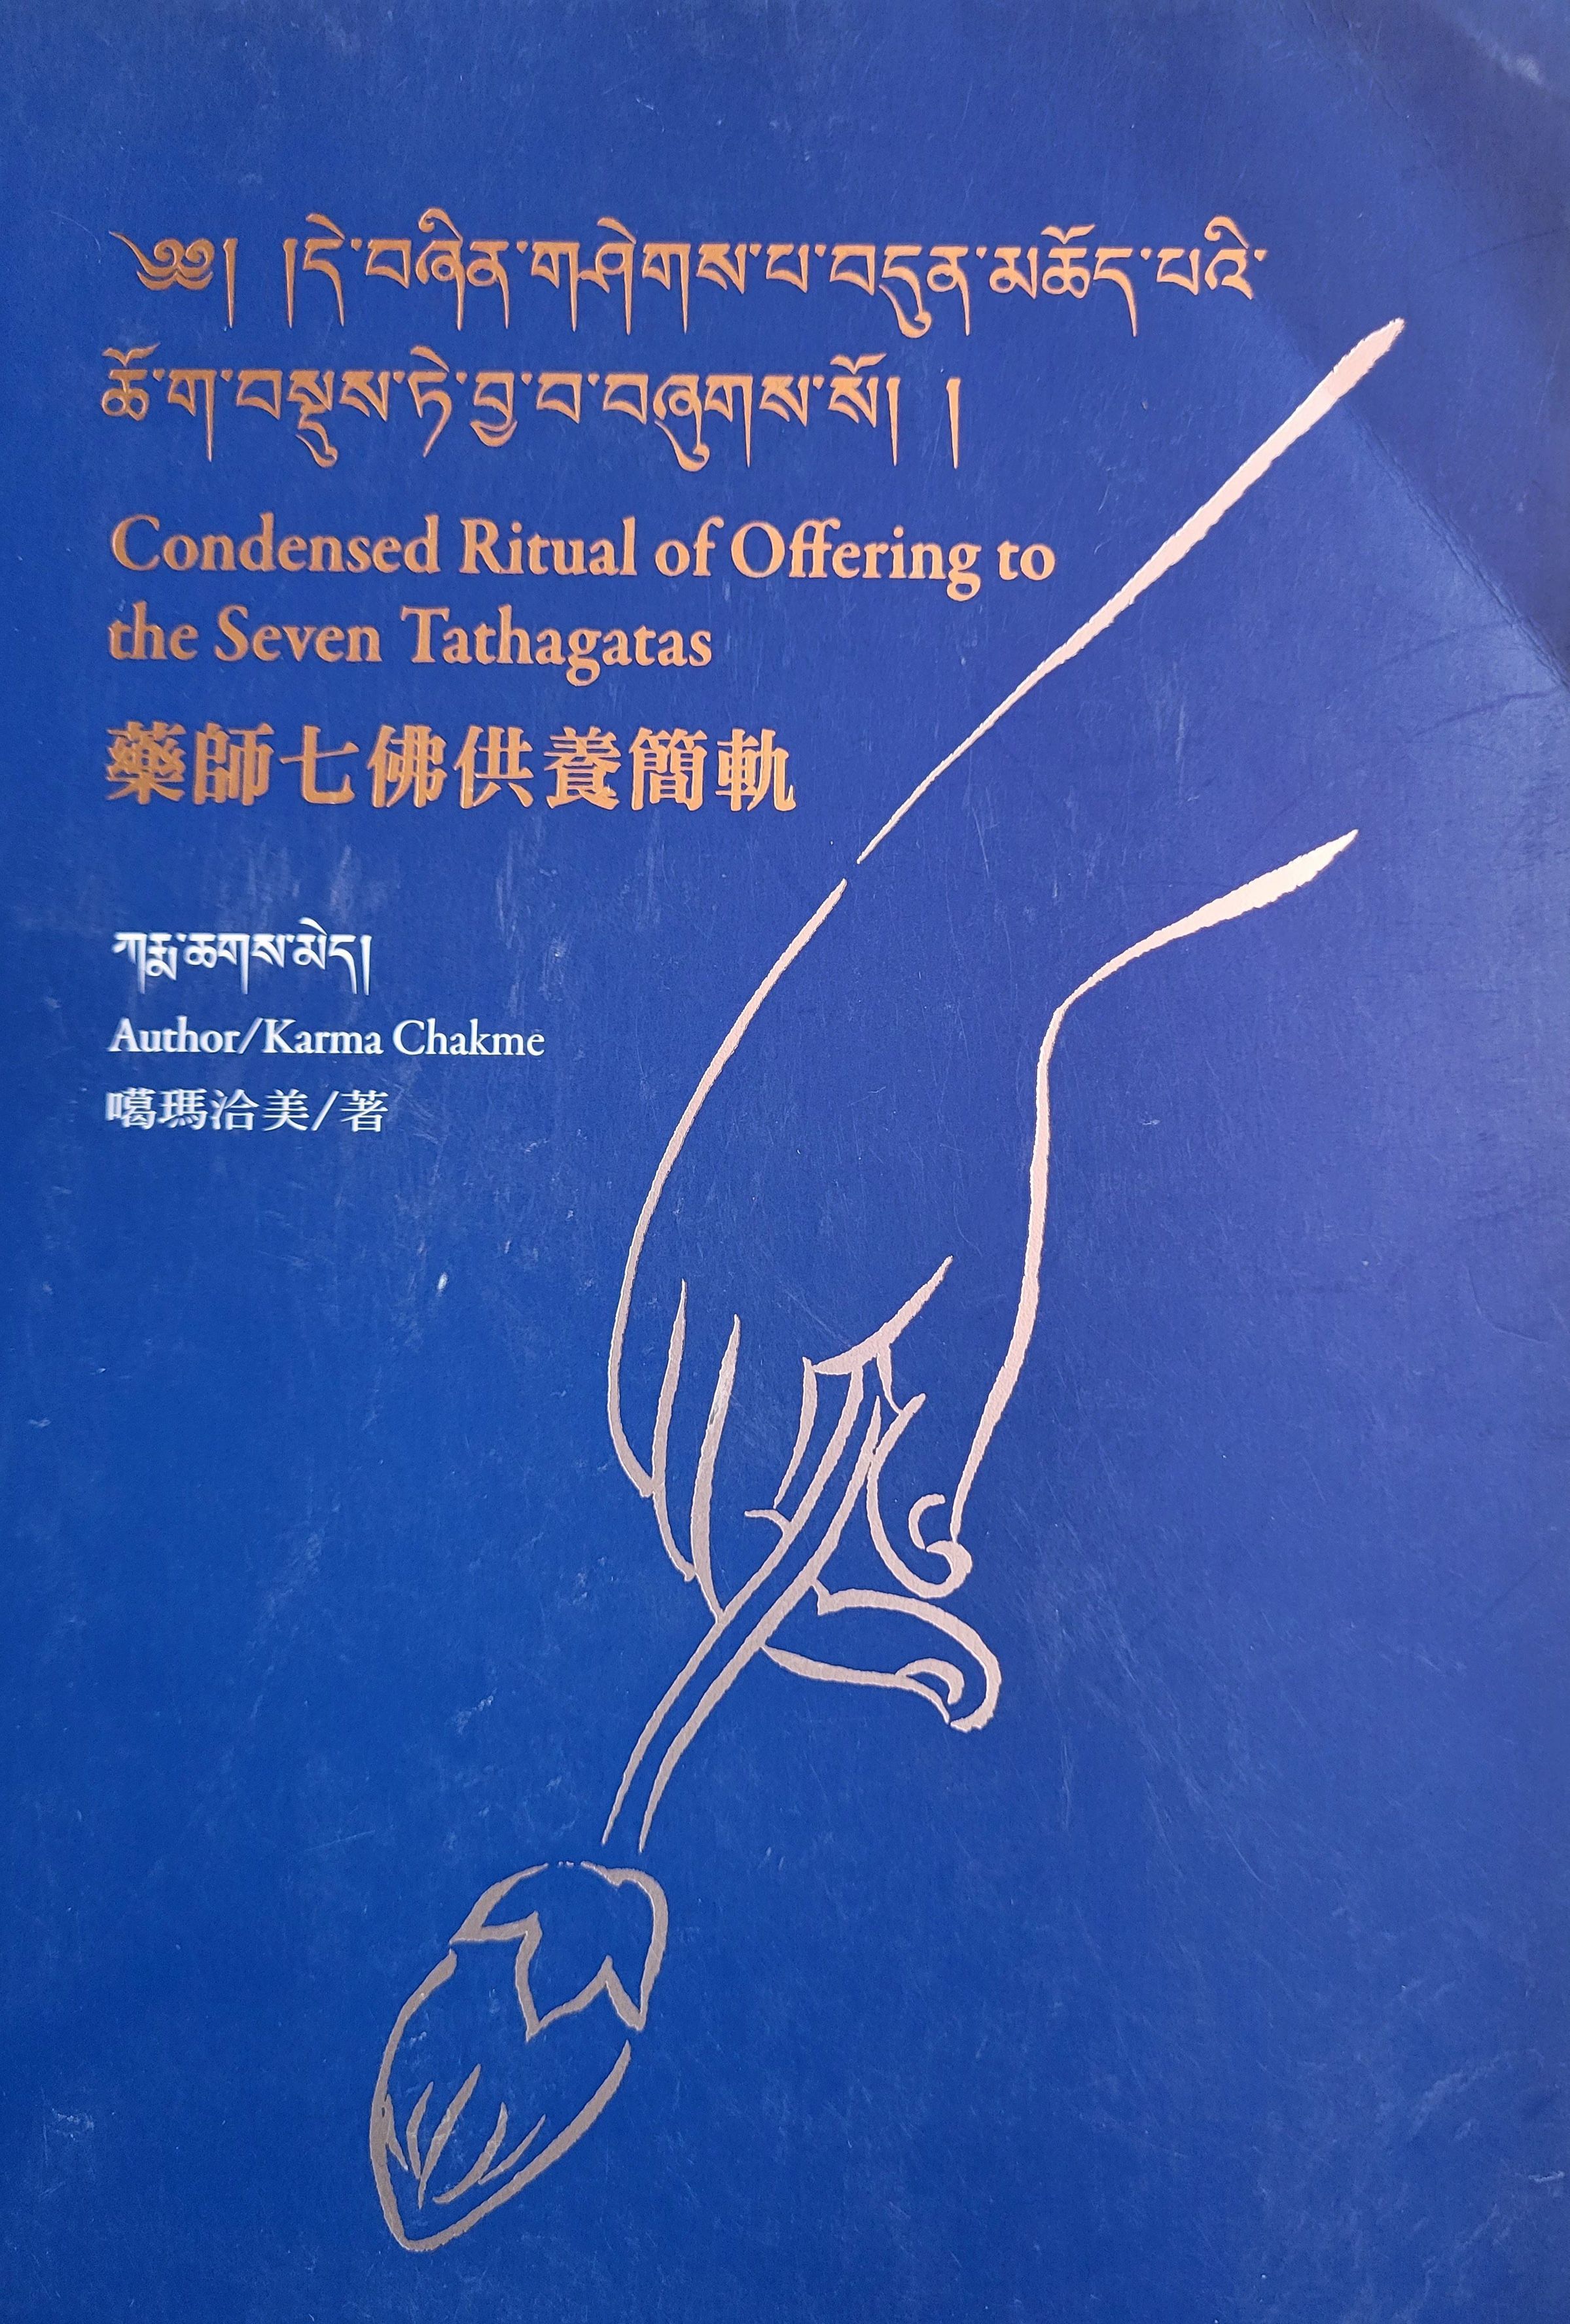 ༄༅། །དེ་བཞིན་གཤེགས་པ་བདུན་མཆོད་པའི་
ཆོ་ག་བསྡུས་ཏེ་བྱ་བ་བཞུགས་སོ། །
Condensed Ritual of Offering to
the Seven Tathagatas
藥師七佛供養簡軌
ཀརྨ་ཆགས་མེད།
Author/Karma Chakme
噶瑪洽美/著